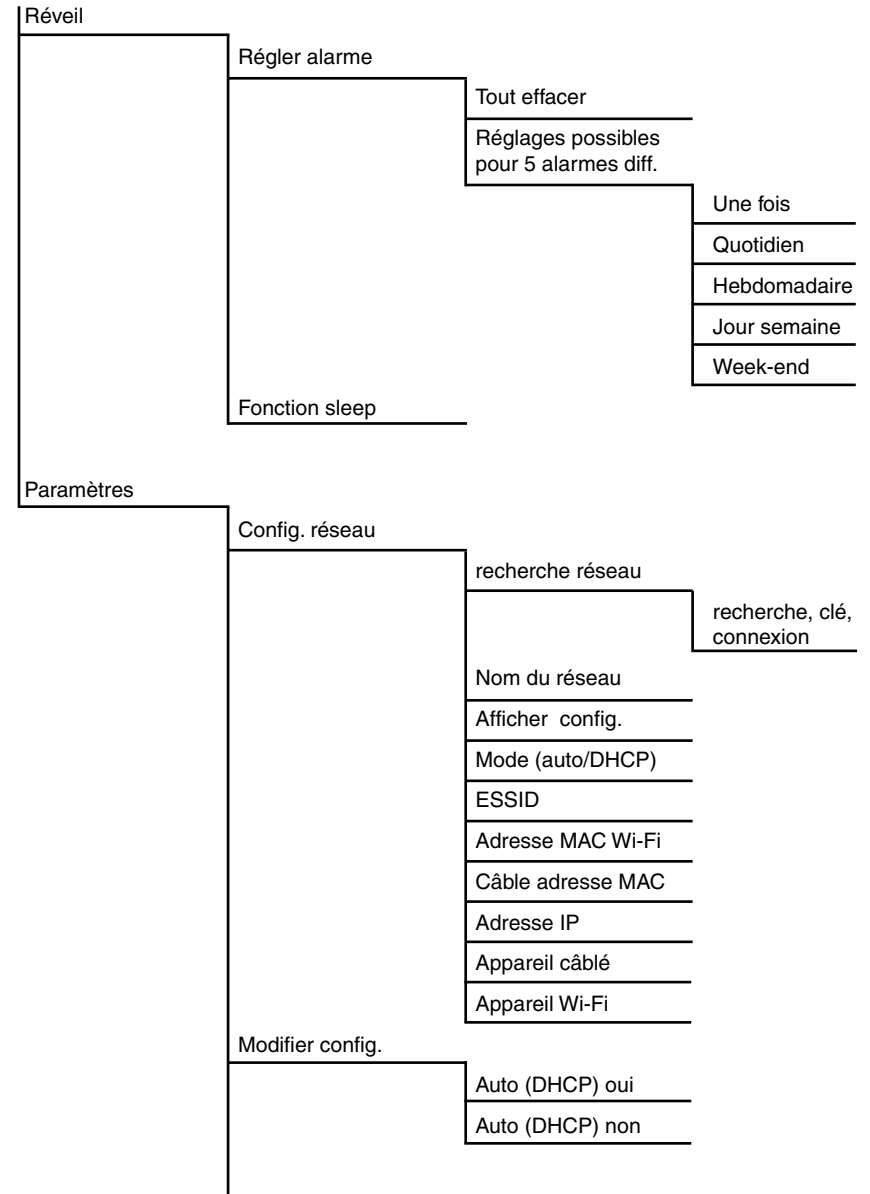 Réveil
Régler alarme
Tout effacer
Réglages possibles
pour 5 alarmes diff.
Une fois
Quotidien
Hebdomadaire
Jour semaine
Week-end
Fonction sleep
Paramètres
Config. réseau
recherche réseau
recherche, clé,
connexion
Nom du réseau
Afficher config.
Mode (auto/DHCP)
ESSID
Adresse MAC Wi-Fi
Câble adresse MAC
Adresse IP
Appareil câblé
Appareil Wi-Fi
Modifier config.
Auto (DHCP) oui
Auto (DHCP) non